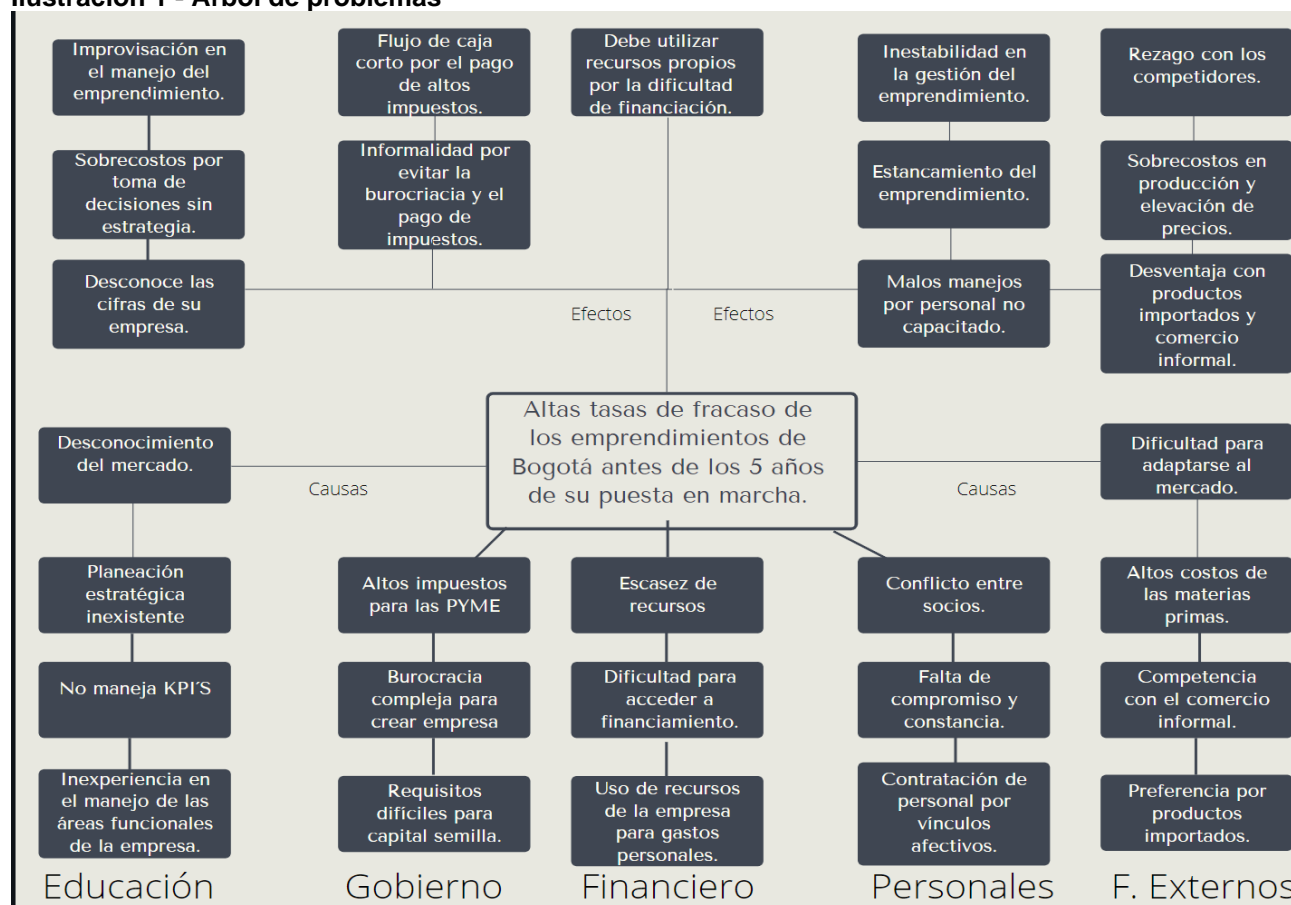 Ilustración 1 - Árbol de problemas
Improvisación en
el manejo del
emprendimiento.
Flujo de caja
corto por el pago
de altos
impuestos.
Debe utilizar
recursos propios
por la dificultad
de financiación.
Inestabilidad en
la gestión del
emprendimiento.
Rezago con los
competidores.
Sobrecostos por
toma de
decisiones sin
estrategia.
Informalidad por
evitar la
burocriacia y el
pago de
impuestos.
Estancamiento del
emprendimiento.
Sobrecostos en
producción y
elevación de
precios.
Desconoce las
cifras de su
empresa.
Malos manejos
por personal no
capacitado.
Desventaja con
productos
importados y
comercio
informal.
Efectos
Efectos
Altas tasas de fracaso de
los emprendimientos de
Bogotá antes de los 5 años
de su puesta en marcha.
Desconocimiento
del mercado.
Dificultad para
adaptarse al
mercado.
Causas
Causas
Planeación
estratégica
inexistente
Altos impuestos
para las PYME
Escasez de
recursos
Conflicto entre
socios.
Altos costos de
las materias
primas.
No maneja KPI´S
Burocracia
compleja para
crear empresa
Dificultad para
acceder a
financiamiento.
Falta de
compromiso y
constancia.
Competencia
con el comercio
informal.
Inexperiencia en
el manejo de las
áreas funcionales
de la empresa.
Requisitos
difíciles para
capital semilla.
Uso de recursos
de la empresa
para gastos
personales.
Contratación de
personal por
vínculos
afectivos.
Preferencia por
productos
importados.
Educación
Gobierno
Financiero
Personales
F. Externos